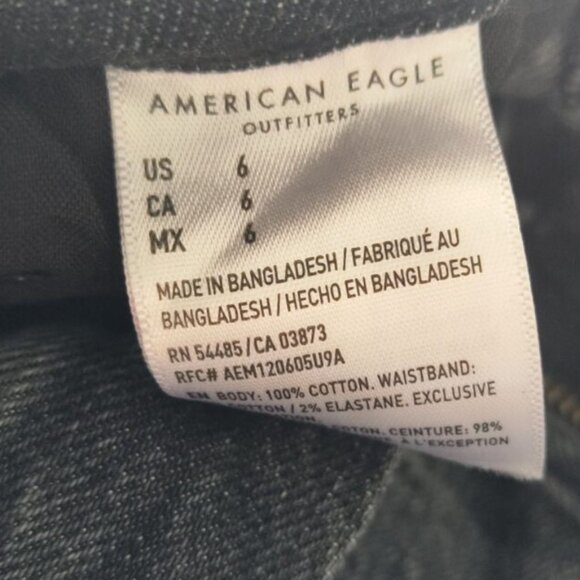 AMERICAN EAGLE
OUTFITTERS
US 6
CA 6
MX 6
MADE IN BANGLADESH / FABRIQUÉ AU
BANGLADESH / HECHO EN BANGLADESH
RN 54485 / CA 03873
RFC# AEM120605U9A
EN BODY: 100% COTTON. WAISTBAND:
COTTON / 2% ELASTANE. EXCLUSIVE
COTON. CEINTURE: 98%
À L'EXCEPTION